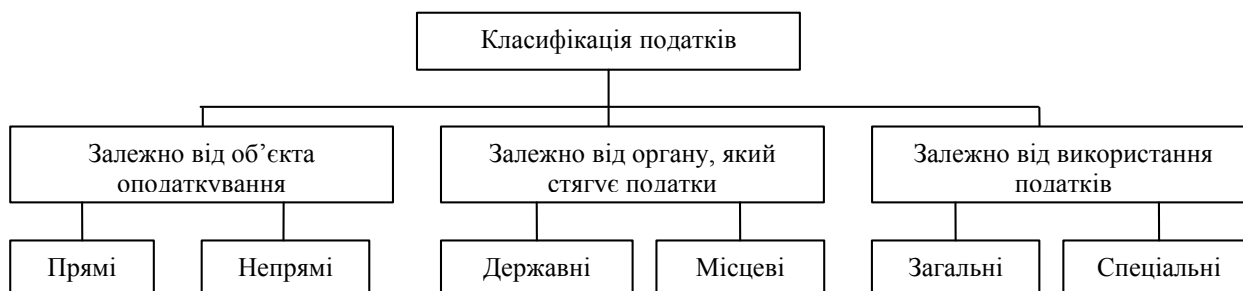 Класифікація податків
Залежно від об’єкта
оподаткування
Залежно від органу, який
стягує податки
Залежно від використання
податків
Прямі
Непрямі
Державні
Місцеві
Загальні
Спеціальні